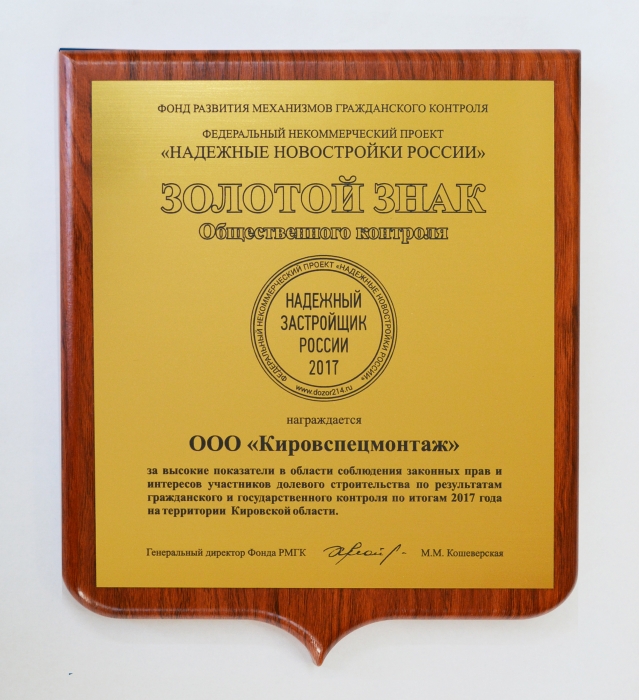 ФОНД РАЗВИТИЯ МЕХАНИЗМОВ ГРАЖДАНСКОГО КОНТРОЛЯ
ФЕДЕРАЛЬНЫЙ НЕКОММЕРЧЕСКИЙ ПРОЕКТ
«НАДЕЖНЫЕ НОВОСТРОЙКИ РОССИИ»
ЗОЛОТОЙ ЗНАК
Общественного контроля
ФЕДЕРАЛЬНЫЙ НЕКОММЕРЧЕСКИЙ ПРОЕКТ «НАДЕЖНЫЕ НОВОСТРОЙКИ РОССИИ»
НАДЕЖНЫЙ
ЗАСТРОЙЩИК
РОССИИ
2017
www.dozor214.ru
награждается
ООО «Кировспецмонтаж»
за высокие показатели в области соблюдения законных прав и
интересов участников долевого строительства по результатам
гражданского и государственного контроля по итогам 2017 года
на территории Кировской области.
Генеральный директор Фонда РМГК М.М. Кошеверская